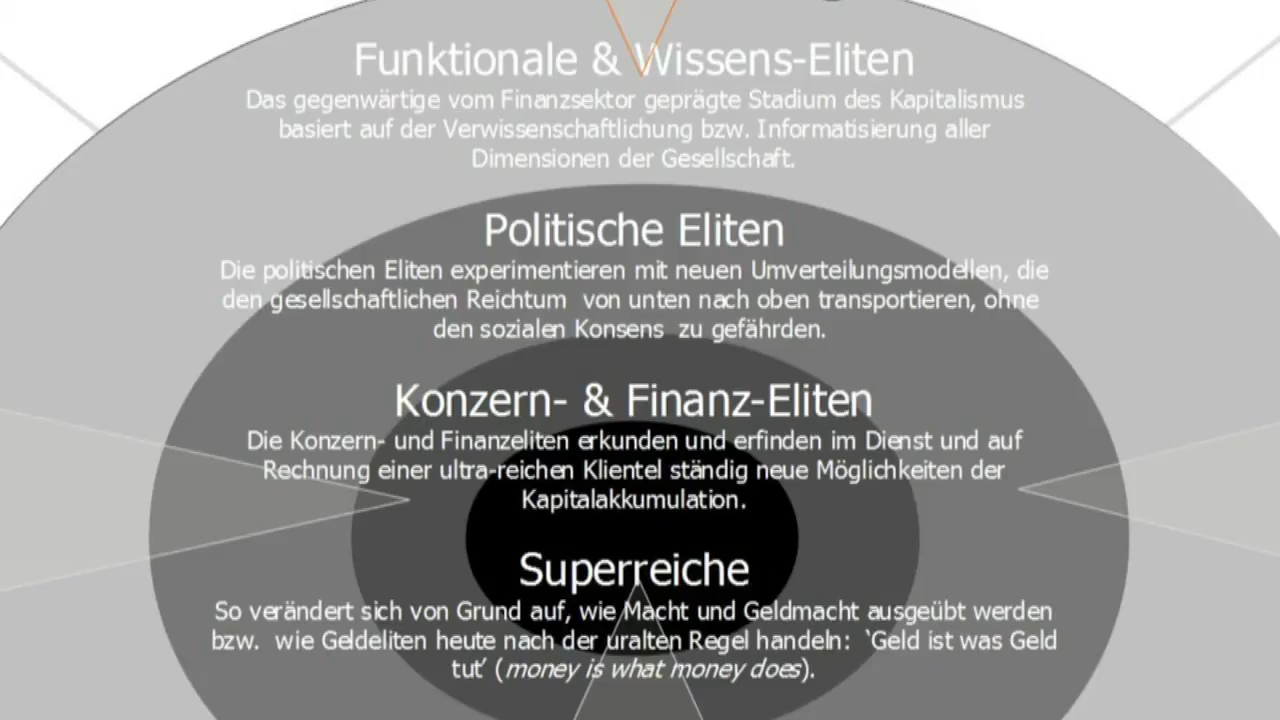 Funktionale & Wissens-Eliten
Das gegenwärtige vom Finanzsektor geprägte Stadium des Kapitalismus
basiert auf der Verwissenschaftlichung bzw. Informatisierung aller
Dimensionen der Gesellschaft.
Politische Eliten
Die politischen Eliten experimentieren mit neuen Umverteilungsmodellen, die
den gesellschaftlichen Reichtum von unten nach oben transportieren, ohne
den sozialen Konsens zu gefährden.
Konzern- & Finanz-Eliten
Die Konzern- und Finanzeliten erkunden und erfinden im Dienst und auf
Rechnung einer ultra-reichen Klientel ständig neue Möglichkeiten der
Kapitalakkumulation.
Superreiche
So verändert sich von Grund auf, wie Macht und Geldmacht ausgeübt werden
bzw. wie Geldeliten heute nach der uralten Regel handeln: ‘Geld ist was Geld
tut’ (money is what money does).